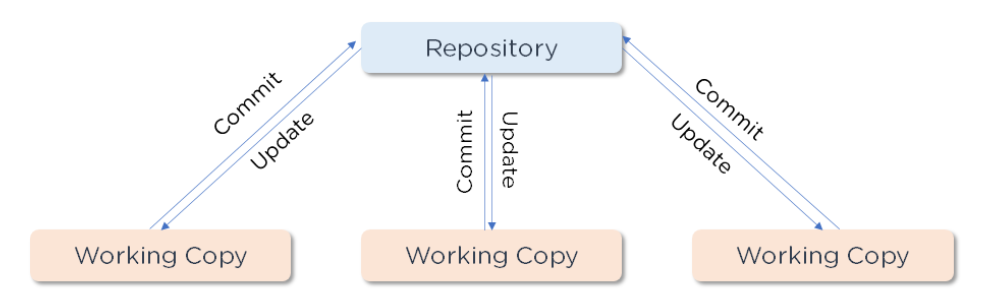 Repository
Commit
Update
Commit
Update
Commit
Update
Working Copy
Working Copy
Working Copy